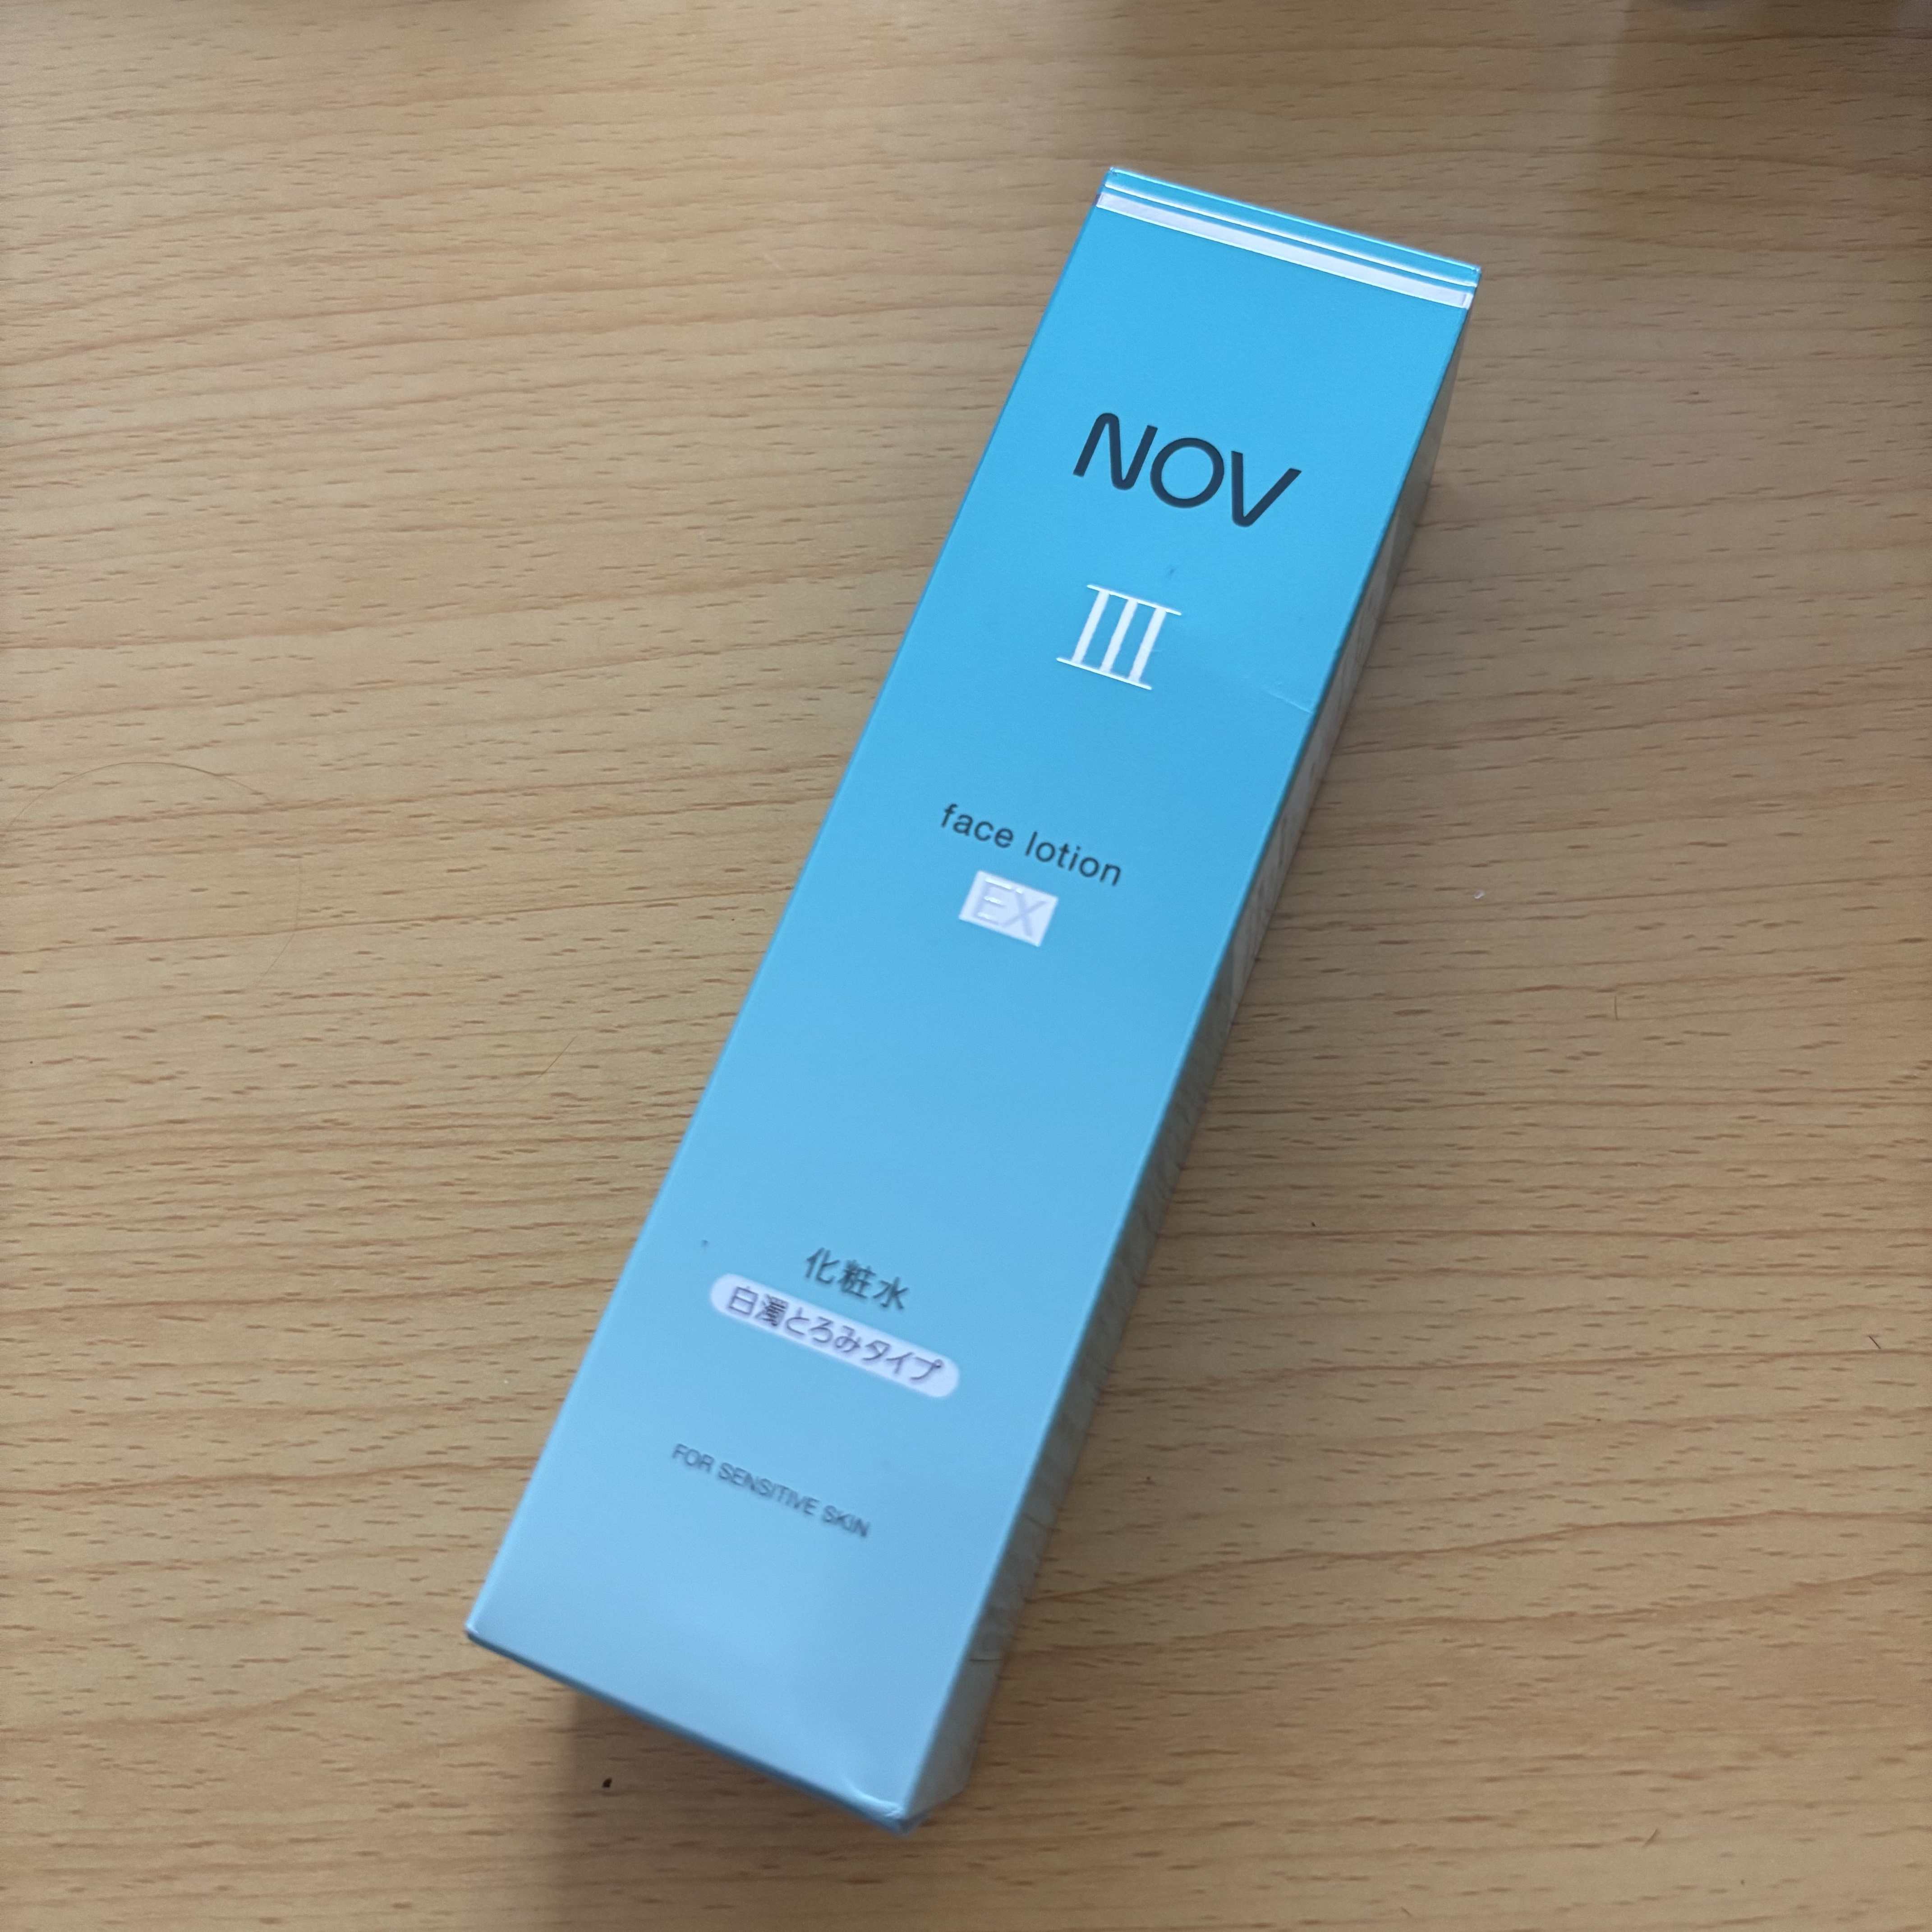 NOV
III
face lotion
EX
化粧水
白濁とろみタイプ
FOR SENSITIVE SKIN